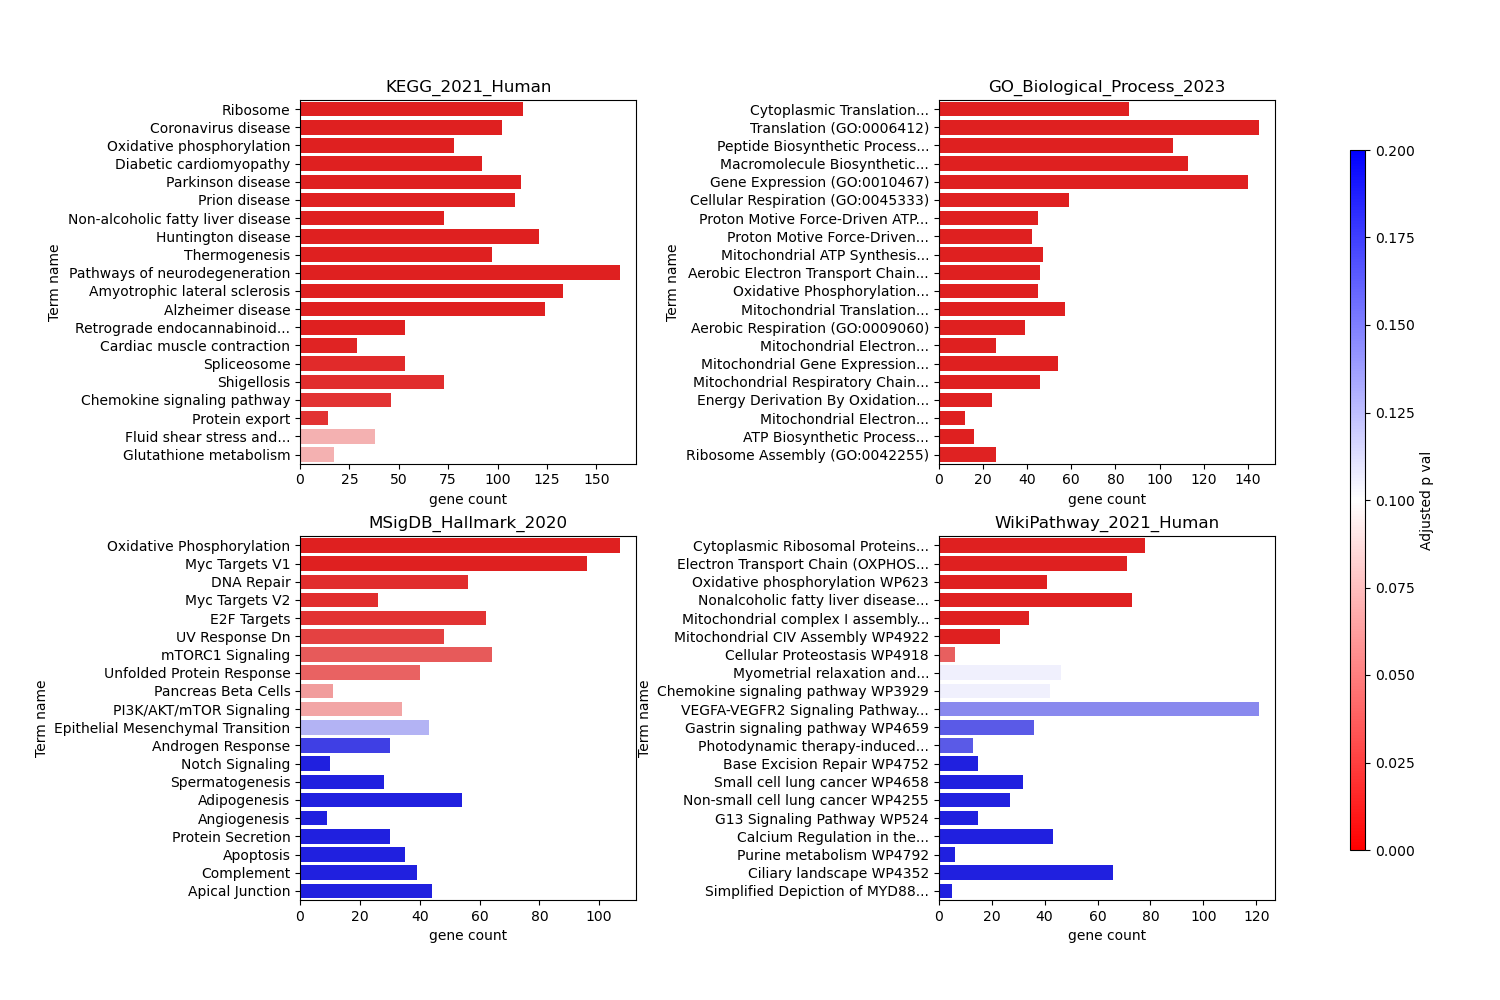 KEGG_2021_Human
Term name
Ribosome
Coronavirus disease
Oxidative phosphorylation
Diabetic cardiomyopathy
Parkinson disease
Prion disease
Non-alcoholic fatty liver disease
Huntington disease
Thermogenesis
Pathways of neurodegeneration
Amyotrophic lateral sclerosis
Alzheimer disease
Retrograde endocannabinoid...
Cardiac muscle contraction
Spliceosome
Shigellosis
Chemokine signaling pathway
Protein export
Fluid shear stress and...
Glutathione metabolism
0 25 50 75 100 125 150
gene count
GO_Biological_Process_2023
Term name
Cytoplasmic Translation...
Translation (GO:0006412)
Peptide Biosynthetic Process...
Macromolecule Biosynthetic...
Gene Expression (GO:0010467)
Cellular Respiration (GO:0045333)
Proton Motive Force-Driven ATP...
Proton Motive Force-Driven...
Mitochondrial ATP Synthesis...
Aerobic Electron Transport Chain...
Oxidative Phosphorylation...
Mitochondrial Translation...
Aerobic Respiration (GO:0009060)
Mitochondrial Electron...
Mitochondrial Gene Expression...
Mitochondrial Respiratory Chain...
Energy Derivation By Oxidation...
Mitochondrial Electron...
ATP Biosynthetic Process...
Ribosome Assembly (GO:0042255)
0 20 40 60 80 100 120 140
gene count
MSigDB_Hallmark_2020
Term name
Oxidative Phosphorylation
Myc Targets V1
DNA Repair
Myc Targets V2
E2F Targets
UV Response Dn
mTORC1 Signaling
Unfolded Protein Response
Pancreas Beta Cells
PI3K/AKT/mTOR Signaling
Epithelial Mesenchymal Transition
Androgen Response
Notch Signaling
Spermatogenesis
Adipogenesis
Angiogenesis
Protein Secretion
Apoptosis
Complement
Apical Junction
0 20 40 60 80 100
gene count
WikiPathway_2021_Human
Term name
Cytoplasmic Ribosomal Proteins...
Electron Transport Chain (OXPHOS...
Oxidative phosphorylation WP623
Nonalcoholic fatty liver disease...
Mitochondrial complex I assembly...
Mitochondrial CIV Assembly WP4922
Cellular Proteostasis WP4918
Myometrial relaxation and...
Chemokine signaling pathway WP3929
VEGFA-VEGFR2 Signaling Pathway...
Gastrin signaling pathway WP4659
Photodynamic therapy-induced...
Base Excision Repair WP4752
Small cell lung cancer WP4658
Non-small cell lung cancer WP4255
G13 Signaling Pathway WP524
Calcium Regulation in the...
Purine metabolism WP4792
Ciliary landscape WP4352
Simplified Depiction of MYD88...
0 20 40 60 80 100 120
gene count
0.200
0.175
0.150
0.125
0.100
0.075
0.050
0.025
0.000
Adjusted p val